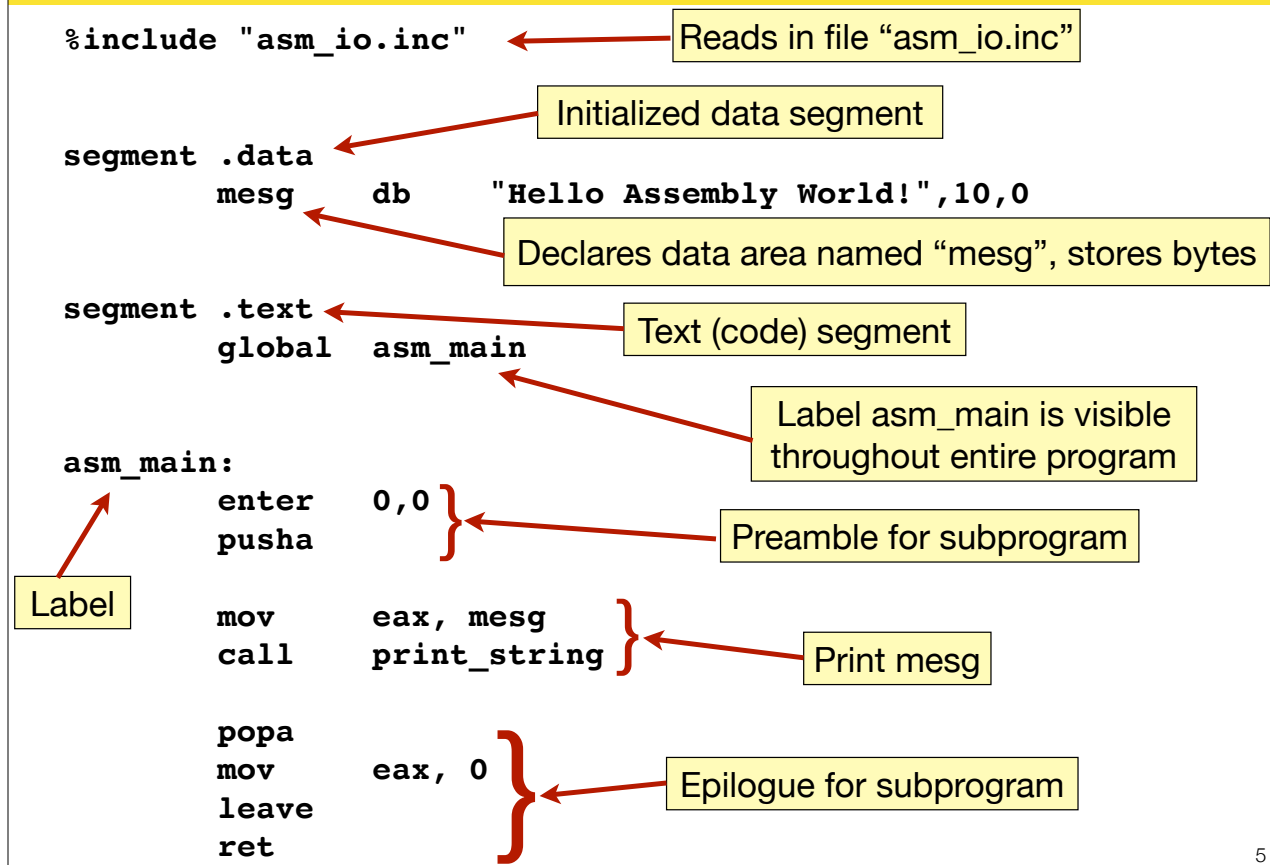 %include "asm_io.inc"
Reads in file “asm_io.inc”
Initialized data segment
segment .data
mesg db "Hello Assembly World!",10,0
Declares data area named “mesg”, stores bytes
segment .text
Text (code) segment
global asm_main
Label asm_main is visible
throughout entire program
asm_main:
enter 0,0
pusha
Preamble for subprogram
Label
mov eax, mesg
call print_string
Print mesg
popa
mov eax, 0
leave
ret
Epilogue for subprogram
5